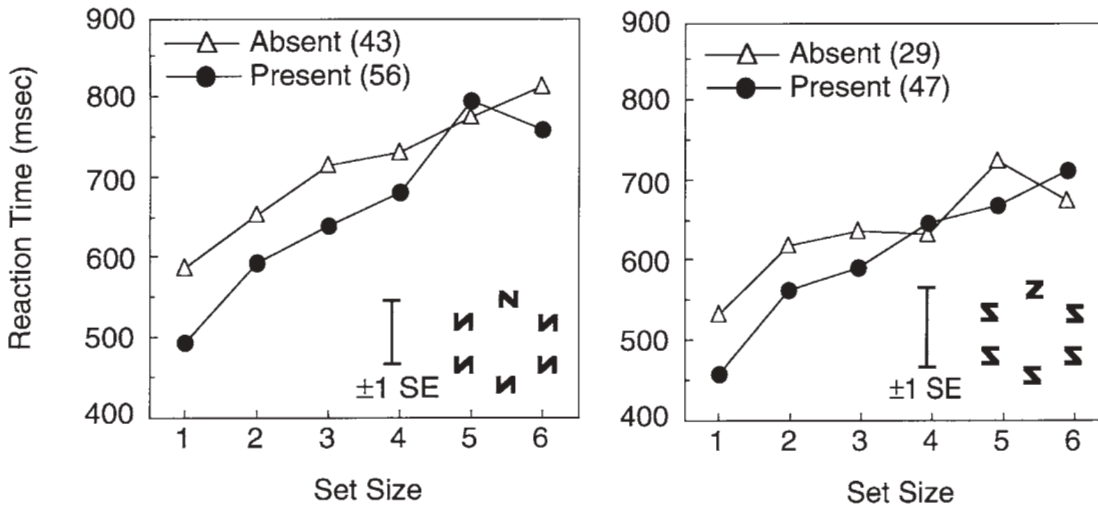 900
800
700
600
500
400
Reaction Time (msec)
Absent (43)
Present (56)
±1 SE
N
И И
И И
И
1 2 3 4 5 6
Set Size
900
800
700
600
500
400
Absent (29)
Present (47)
±1 SE
Z
1 2 3 4 5 6
Set Size